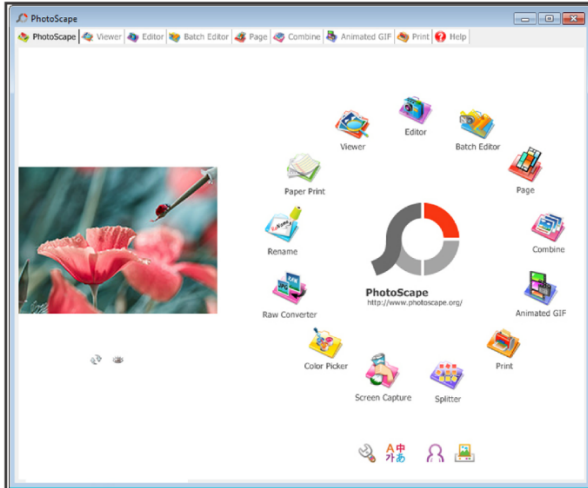 PhotoScape
PhotoScape Viewer Editor Batch Editor Page Combine Animated GIF Print Help
Editor
Viewer
Batch Editor
Paper Print
Page
Rename
Combine
PhotoScape
http://www.photoscape.org/
Raw Converter
Animated GIF
Color Picker
Print
Screen Capture
Splitter
A中
가あ